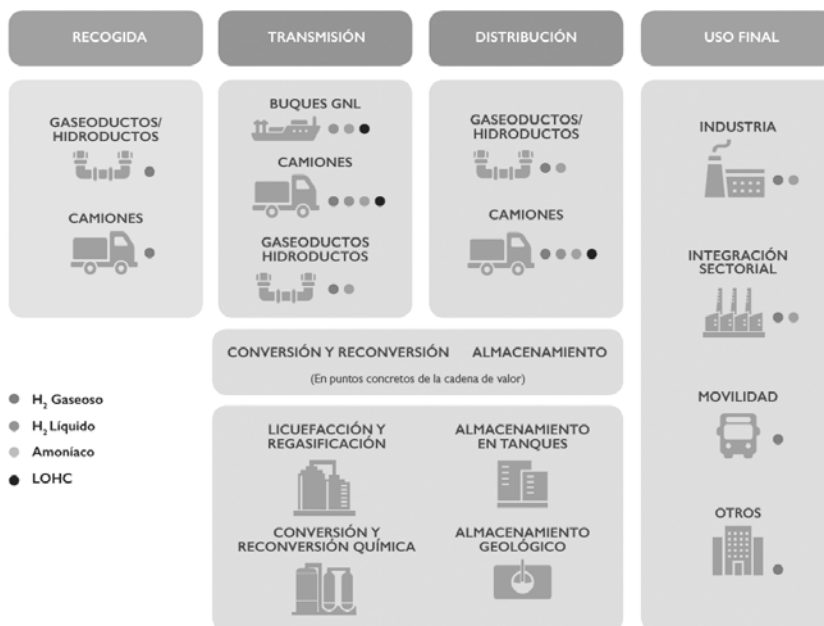 RECOGIDA
GASEODUCTOS/
HIDRODUCTOS
CAMIONES
TRANSMISIÓN
BUQUES GNL
CAMIONES
GASEODUCTOS
HIDRODUCTOS
DISTRIBUCIÓN
GASEODUCTOS/
HIDRODUCTOS
CAMIONES
USO FINAL
INDUSTRIA
INTEGRACIÓN
SECTORIAL
MOVILIDAD
OTROS
CONVERSIÓN Y RECONVERSIÓN ALMACENAMIENTO
(En puntos concretos de la cadena de valor)
LICUEFACCIÓN Y
REGASIFICACIÓN
CONVERSIÓN Y
RECONVERSIÓN QUÍMICA
ALMACENAMIENTO
EN TANQUES
ALMACENAMIENTO
GEOLÓGICO
H₂ Gaseoso
H₂ Líquido
Amoníaco
LOHC